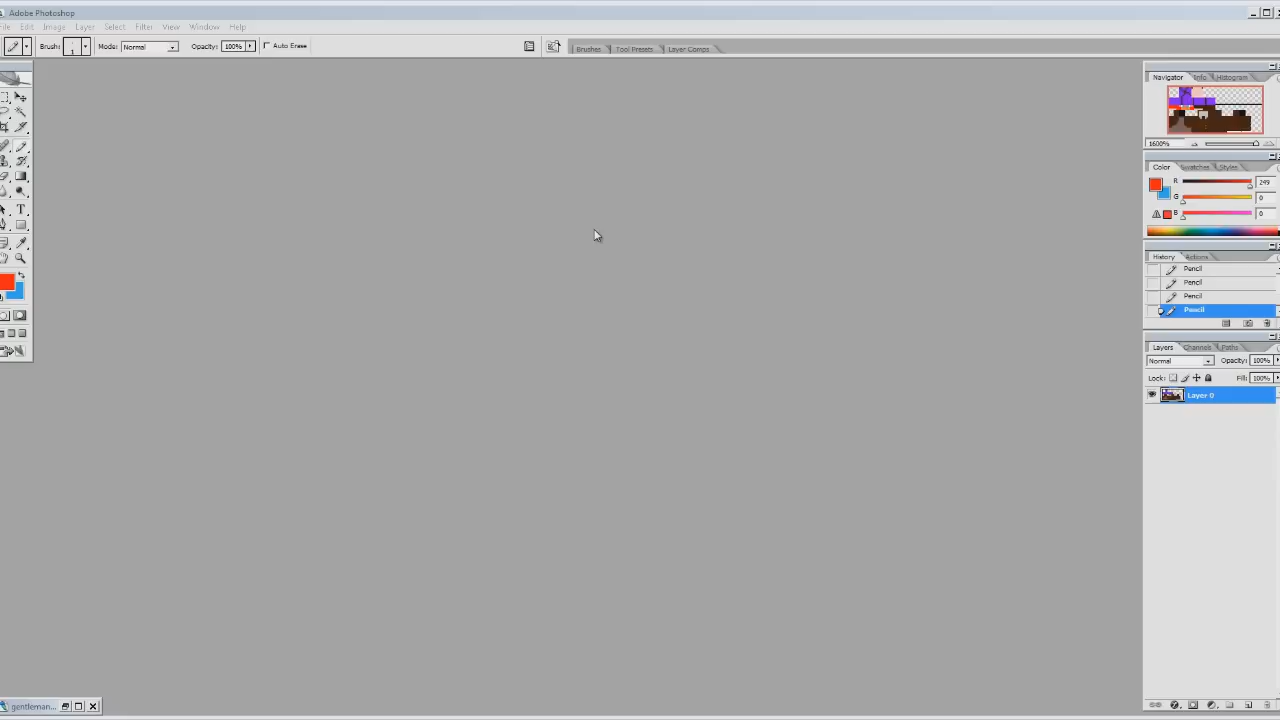 Adobe Photoshop
File Edit Image Layer Select Filter View Window Help
Brush: 1 Mode: Normal Opacity: 100% Auto Erase Brushes Tool Presets Layer Comps
Navigator Info Histogram
1600%
Color Swatches Styles
R 249
G 0
B 0
History Actions
Pencil
Pencil
Pencil
Pencil
Layers Channels Paths
Normal Opacity: 100%
Lock: Fill: 100%
Layer 0
gentleman...